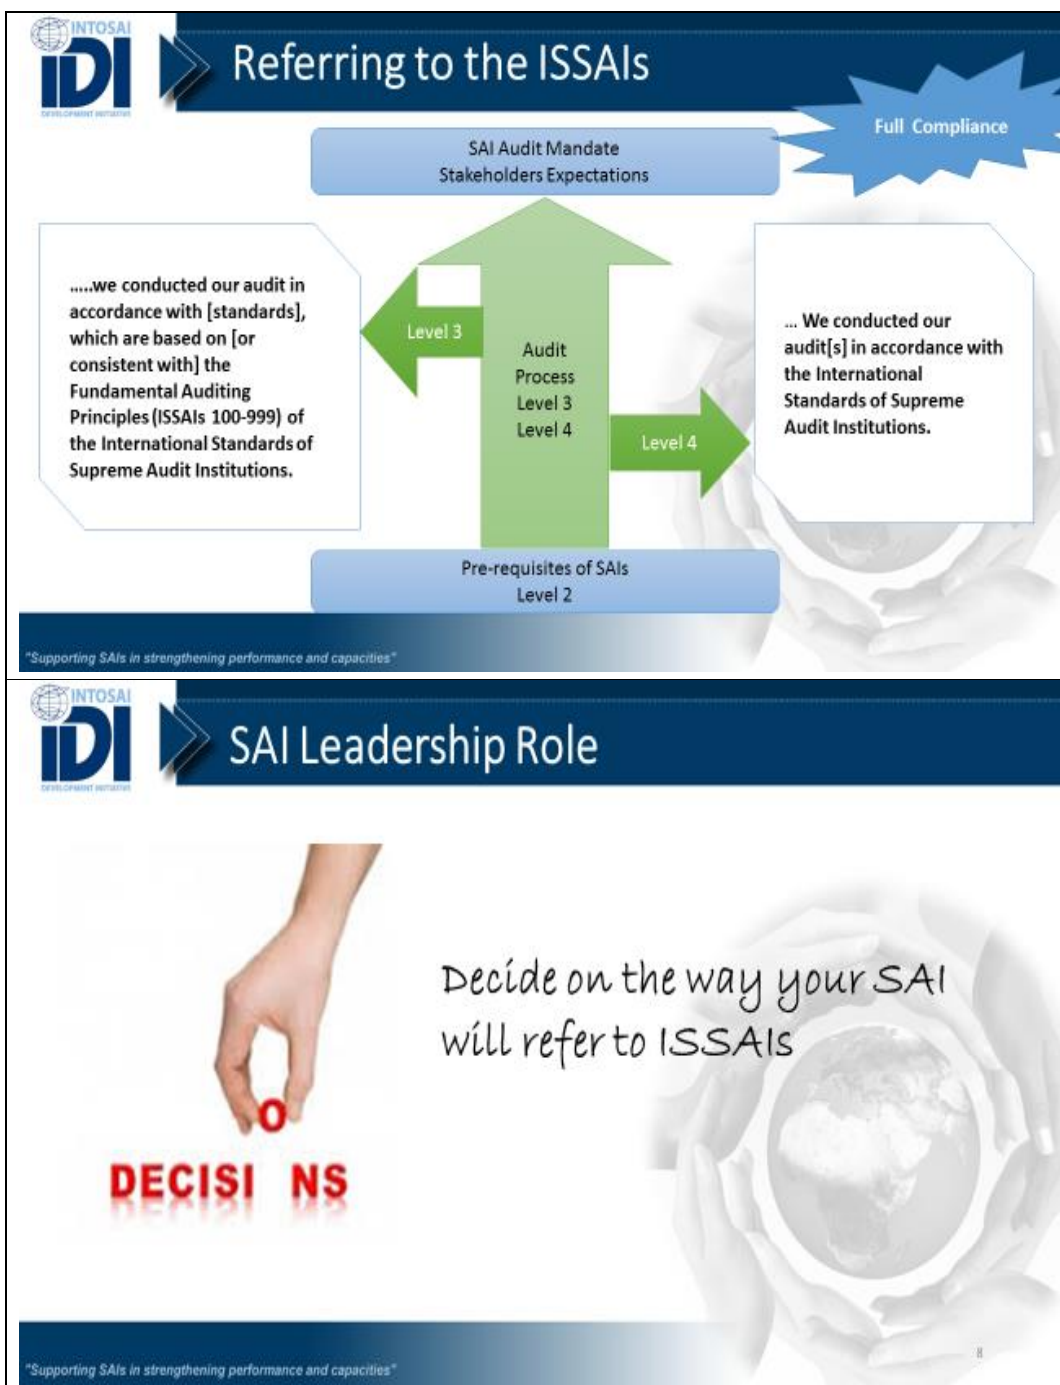 INTOSAI
IDI
DEVELOPMENT INITIATIVE
Referring to the ISSAIs
Full Compliance
SAI Audit Mandate
Stakeholders Expectations
.....we conducted our audit in
accordance with [standards],
which are based on [or
consistent with] the
Fundamental Auditing
Principles (ISSAIs 100-999) of
the International Standards of
Supreme Audit Institutions.
Level 3
Audit
Process
Level 3
Level 4
Level 4
... We conducted our
audit[s] in accordance with
the International
Standards of Supreme
Audit Institutions.
Pre-requisites of SAIs
Level 2
"Supporting SAIs in strengthening performance and capacities"
INTOSAI
IDI
DEVELOPMENT INITIATIVE
SAI Leadership Role
Decide on the way your SAI
will refer to ISSAIs
O
DECISI NS
8
"Supporting SAIs in strengthening performance and capacities"